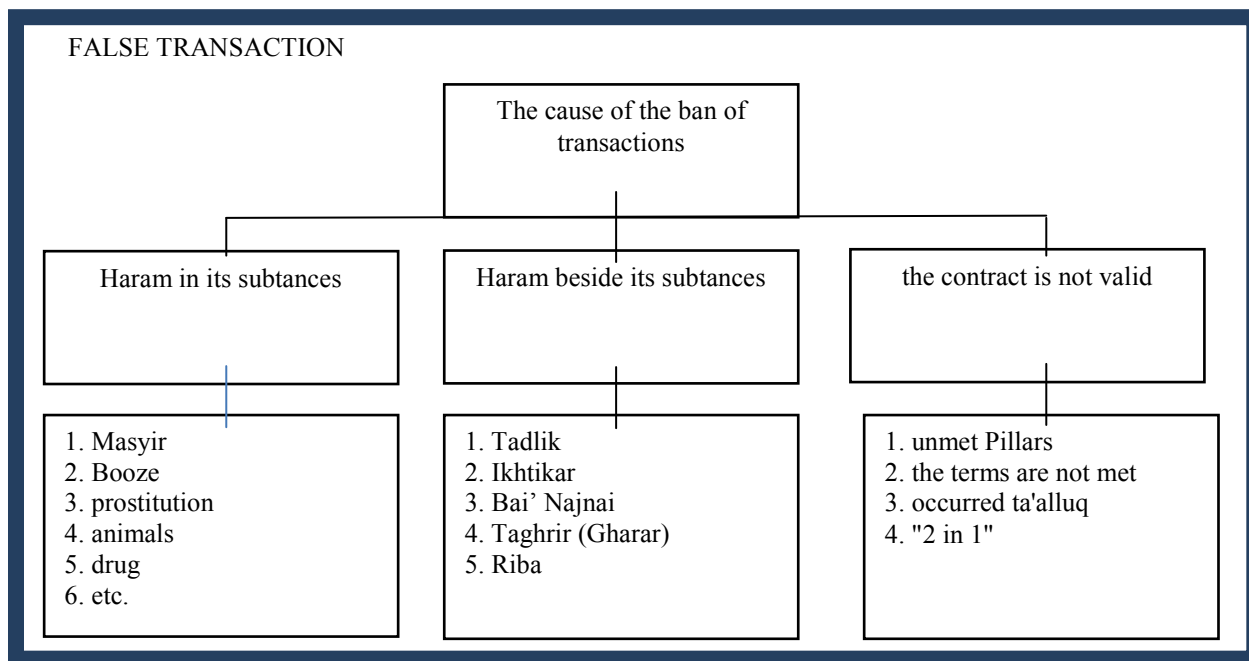 FALSE TRANSACTION
The cause of the ban of
transactions
Haram in its subtances
Haram beside its subtances
the contract is not valid
1. Masyir
2. Booze
3. prostitution
4. animals
5. drug
6. etc.
1. Tadlik
2. Ikhtikar
3. Bai’ Najnai
4. Taghrir (Gharar)
5. Riba
1. unmet Pillars
2. the terms are not met
3. occurred ta'alluq
4. "2 in 1"